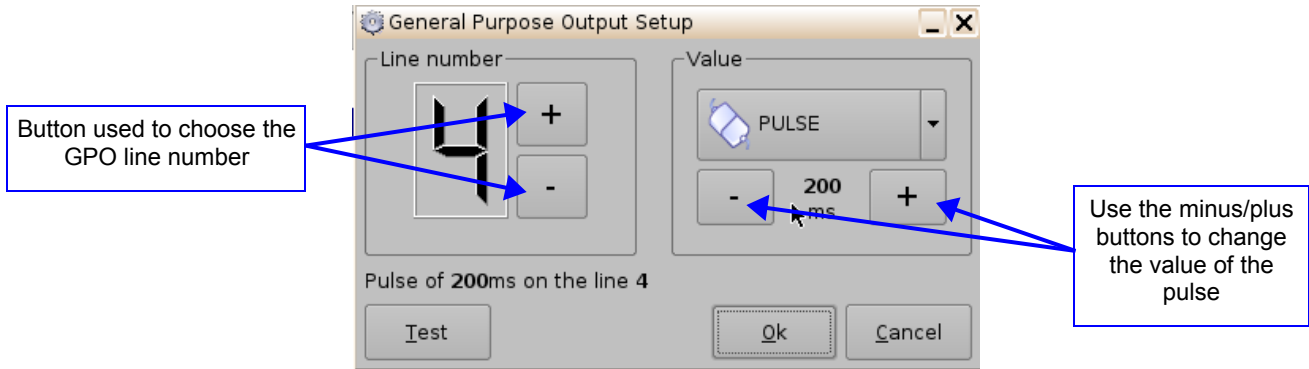 General Purpose Output Setup
Line number
4
+
-
Value
PULSE
-
200
ms
+
Button used to choose the
GPO line number
Use the minus/plus
buttons to change
the value of the
pulse
Pulse of 200ms on the line 4
Test
Ok
Cancel